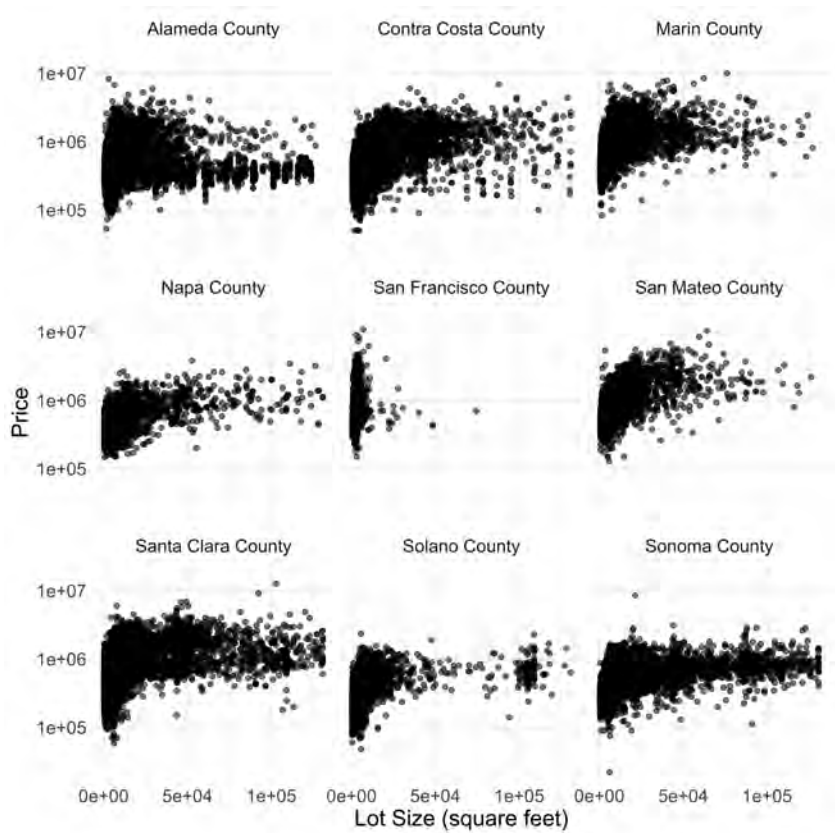 Alameda County Contra Costa County Marin County
1e+07
1e+06
1e+05
Napa County San Francisco County San Mateo County
1e+07
1e+06
1e+05
Price
Santa Clara County Solano County Sonoma County
1e+07
1e+06
1e+05
0e+00 5e+04 1e+05 0e+00 5e+04 1e+05 0e+00 5e+04 1e+05
Lot Size (square feet)